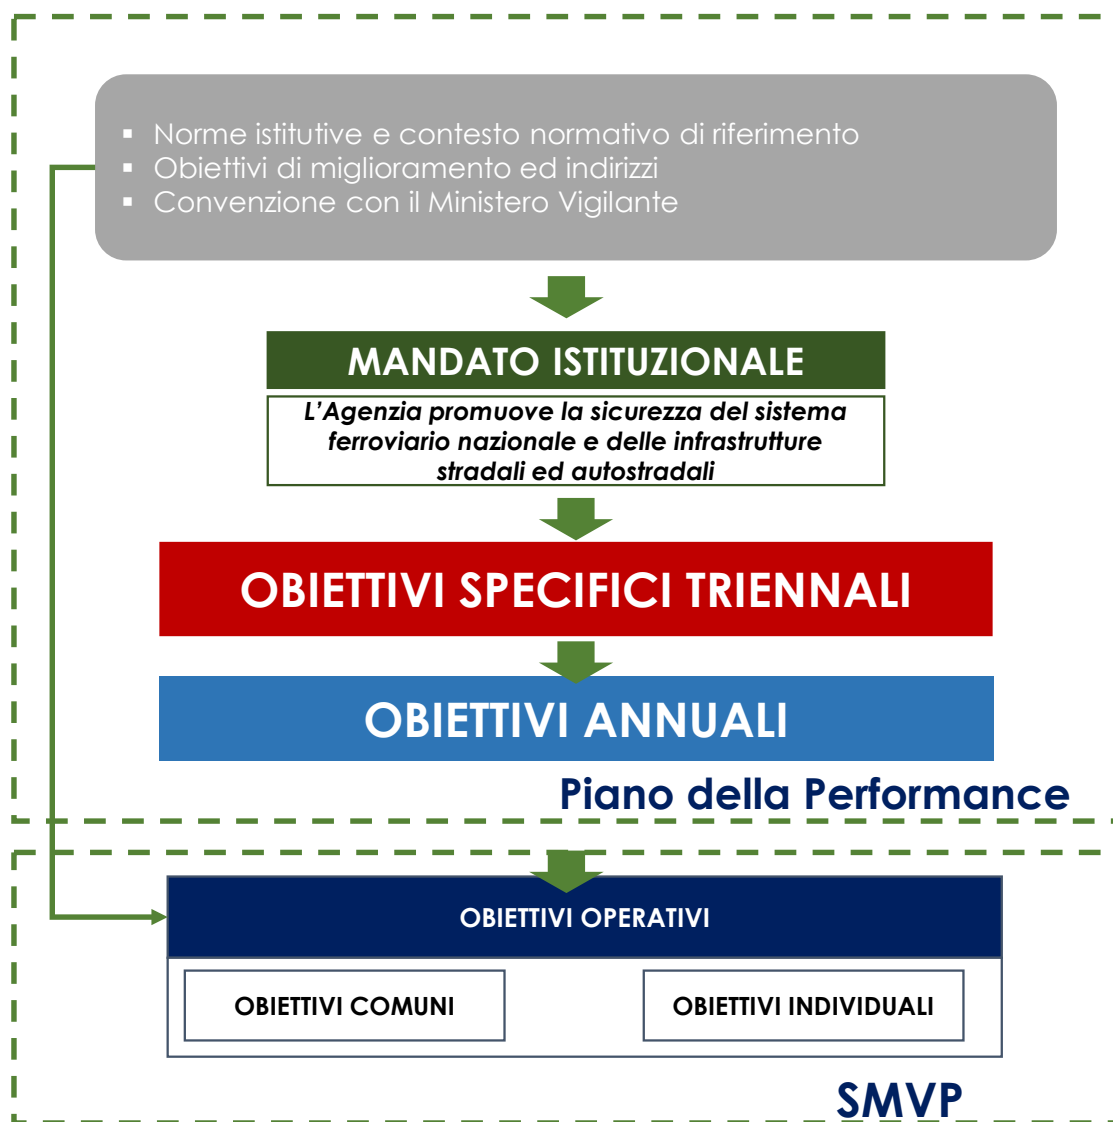 ▪ Norme istitutive e contesto normativo di riferimento
▪ Obiettivi di miglioramento ed indirizzi
▪ Convenzione con il Ministero Vigilante
MANDATO ISTITUZIONALE
L’Agenzia promuove la sicurezza del sistema
ferroviario nazionale e delle infrastrutture
stradali ed autostradali
OBIETTIVI SPECIFICI TRIENNALI
OBIETTIVI ANNUALI
Piano della Performance
OBIETTIVI OPERATIVI
OBIETTIVI COMUNI
OBIETTIVI INDIVIDUALI
SMVP